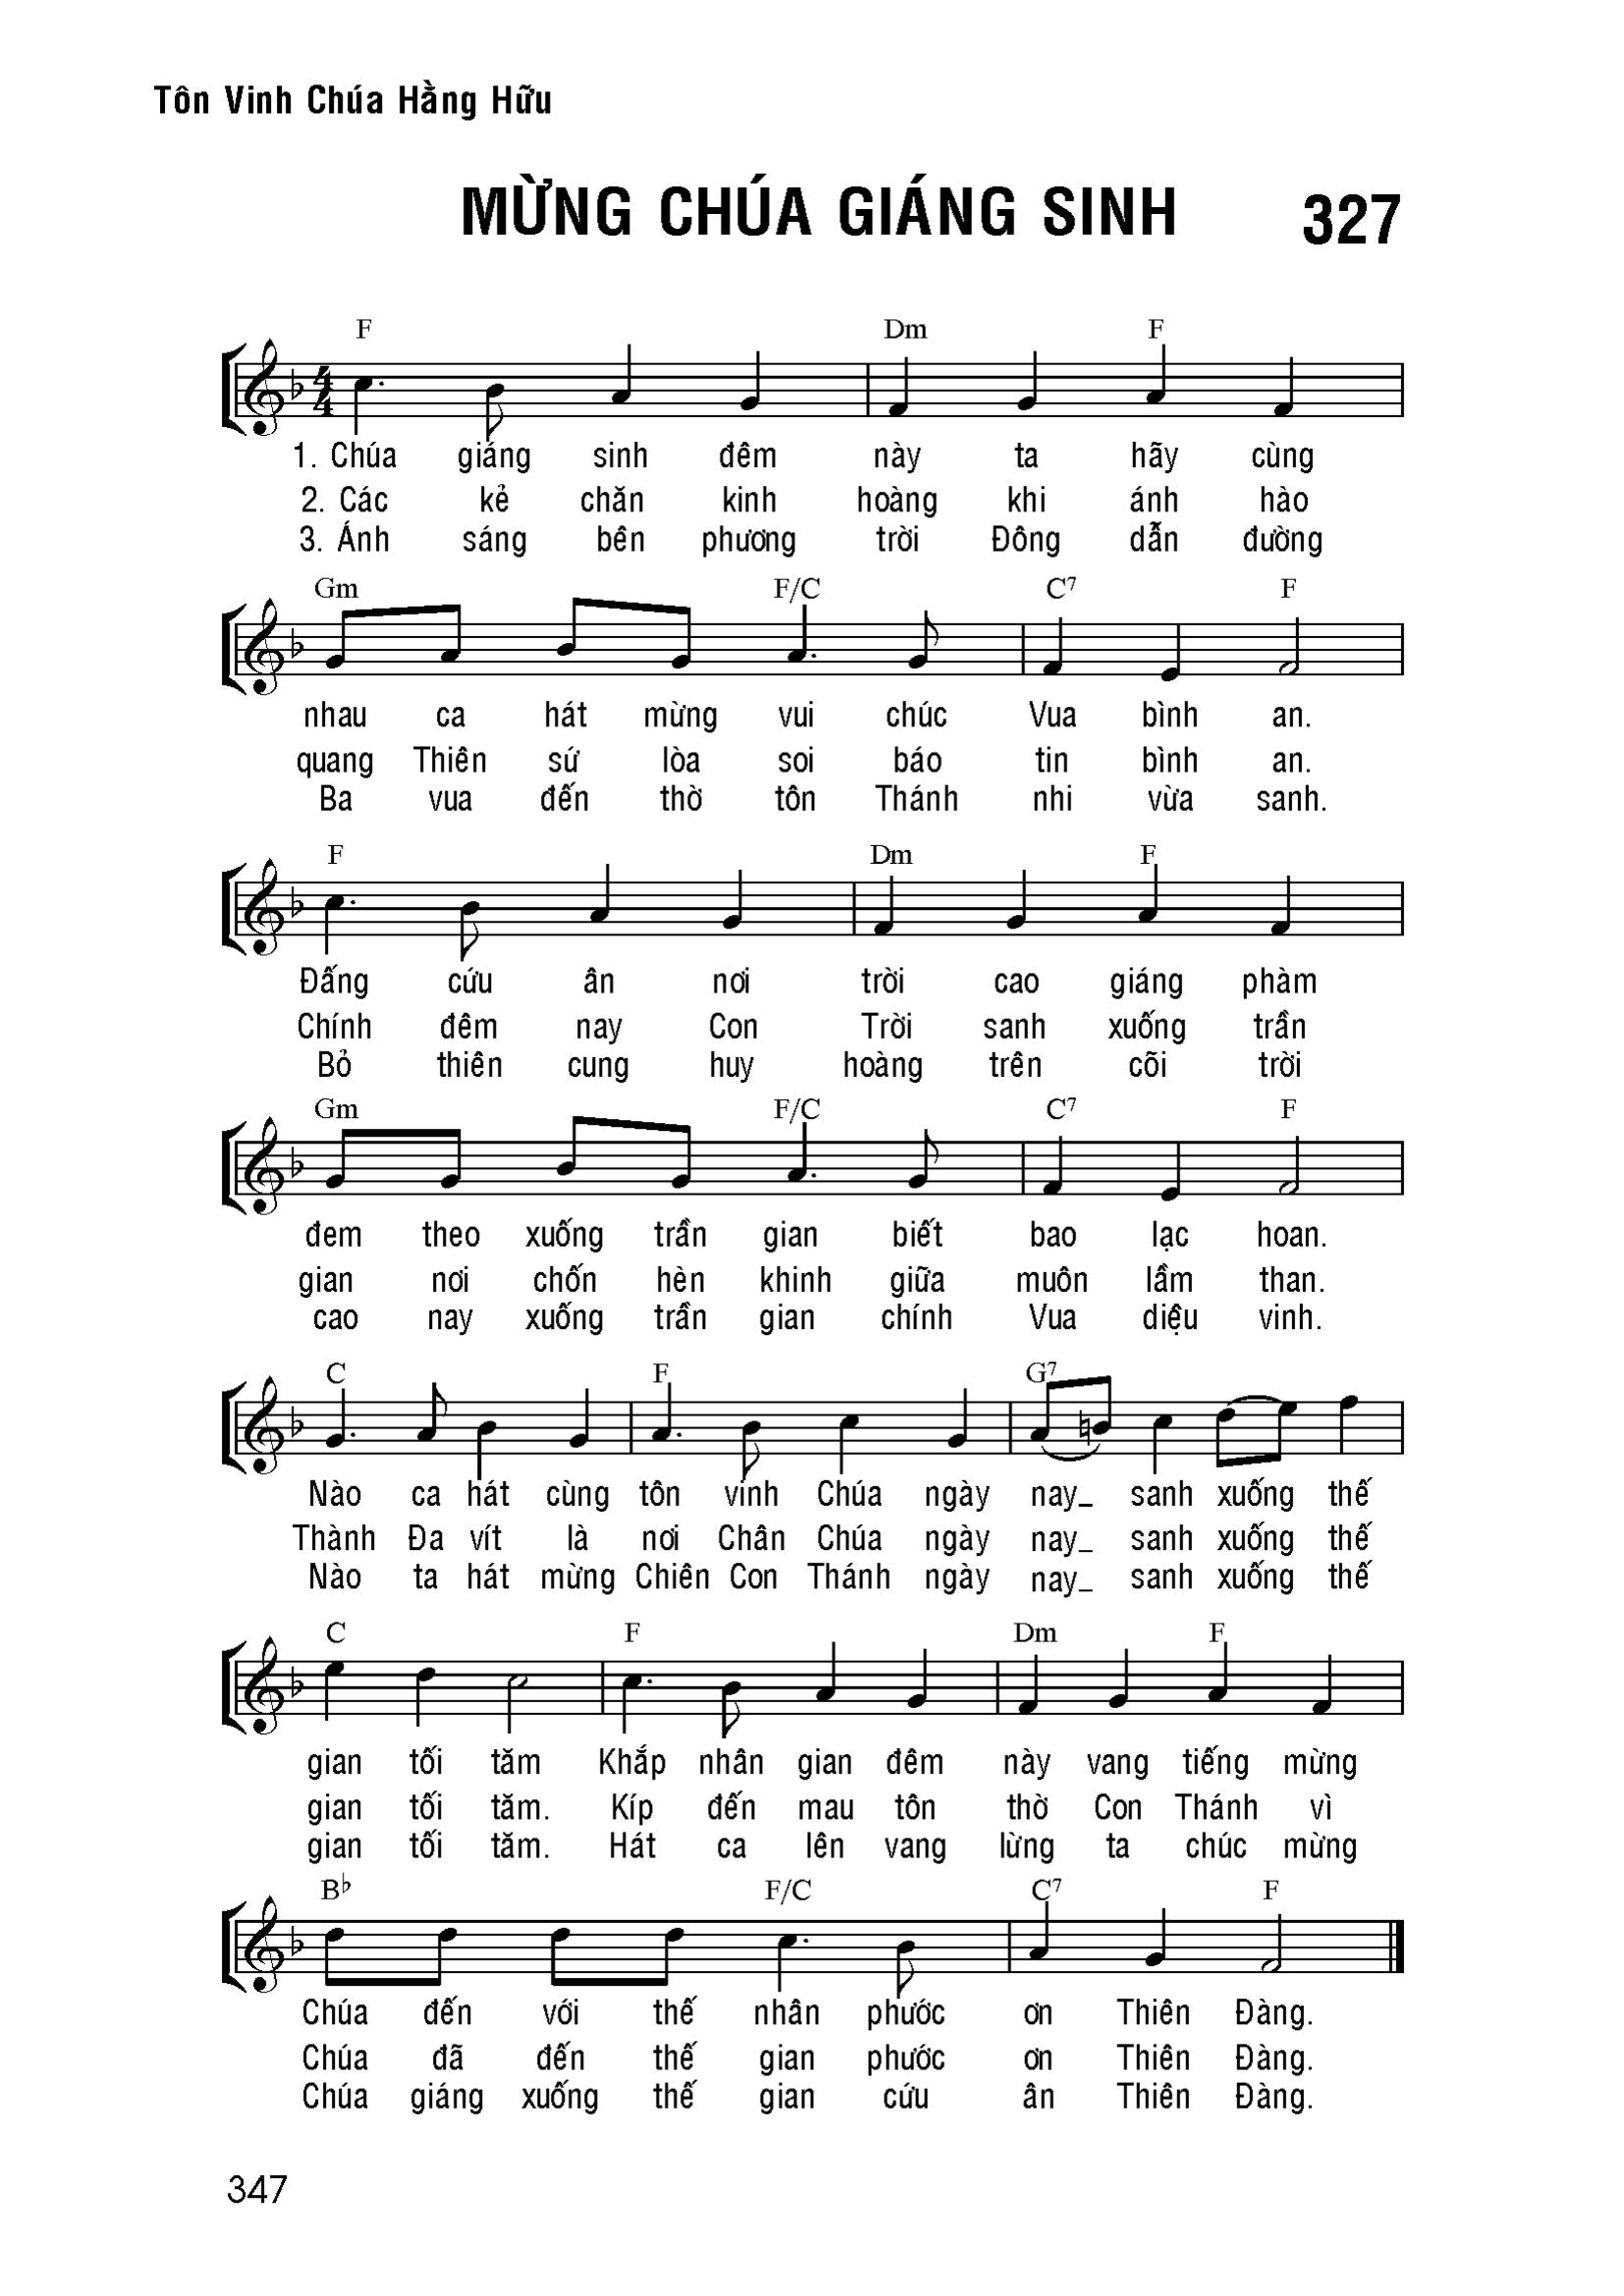 Tôn Vinh Chúa Hằng Hữu
MỪNG CHÚA GIÁNG SINH 327
F Dm F
1. Chúa giáng sinh đêm này ta hãy cùng
2. Các kẻ chăn kinh hoàng khi ánh hào
3. Ánh sáng bên phương trời Đông dẫn đường
Gm F/C C7 F
nhau ca hát mừng vui chúc Vua bình an.
quang Thiên sứ lòa soi báo tin bình an.
Ba vua đến thờ tôn Thánh nhi vừa sanh.
F Dm F
Đấng cứu ân nơi trời cao giáng phàm
Chính đêm nay Con Trời sanh xuống trần
Bỏ thiên cung huy hoàng trên cõi trời
Gm F/C C7 F
đem theo xuống trần gian biết bao lạc hoan.
gian nơi chốn hèn khinh giữa muôn lầm than.
cao nay xuống trần gian chính Vua diệu vinh.
C F G7
Nào ca hát cùng tôn vinh Chúa ngày nay_ sanh xuống thế
Thành Đa vít là nơi Chân Chúa ngày nay_ sanh xuống thế
Nào ta hát mừng Chiên Con Thánh ngày nay_ sanh xuống thế
C F Dm F
gian tối tăm Khắp nhân gian đêm này vang tiếng mừng
gian tối tăm. Kíp đến mau tôn thờ Con Thánh vì
gian tối tăm. Hát ca lên vang lừng ta chúc mừng
B♭ F/C C7 F
Chúa đến với thế nhân phước ơn Thiên Đàng.
Chúa đã đến thế gian phước ơn Thiên Đàng.
Chúa giáng xuống thế gian cứu ân Thiên Đàng.
347